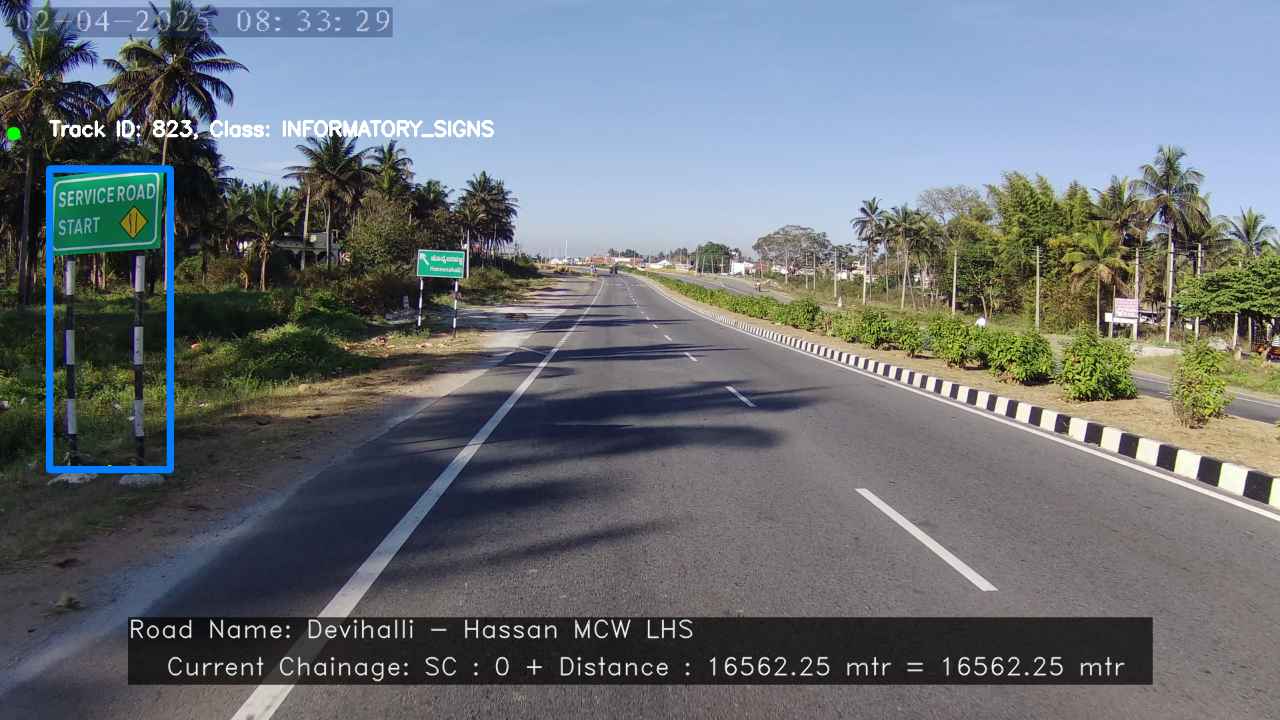 02-04-2025 08:33:29
Track ID: 823, Class: INFORMATORY_SIGNS
SERVICE ROAD
START
Road Name: Devihalli - Hassan MCW LHS
Current Chainage: SC : 0 + Distance : 16562.25 mtr = 16562.25 mtr